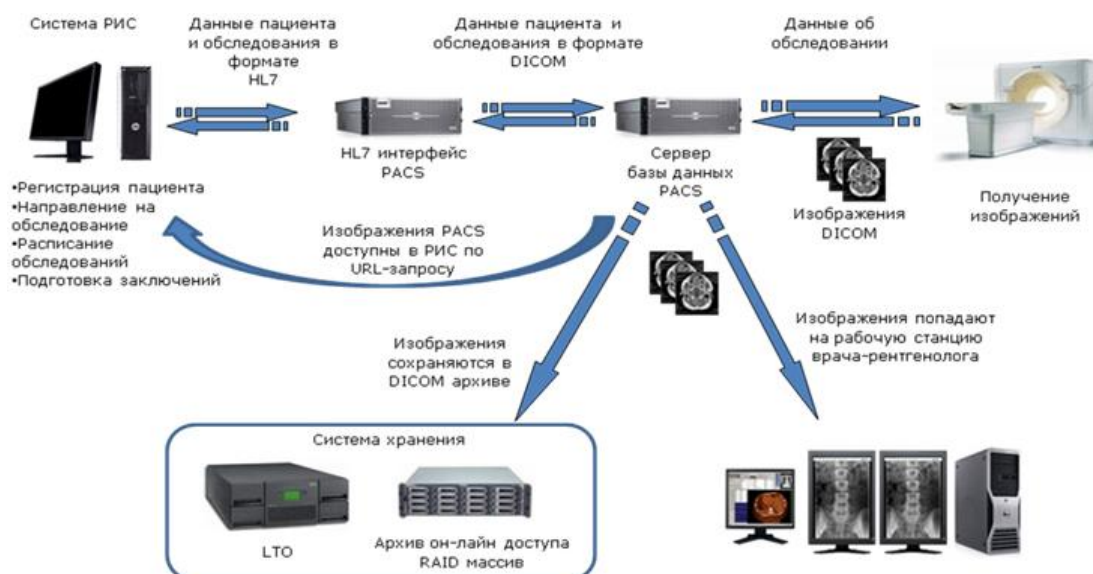 Система РИС
Данные пациента
и обследования в
формате
HL7
Данные пациента и
обследования в формате
DICOM
Данные об
обследовании
HL7 интерфейс
PACS
Сервер
базы данных
PACS
Изображения
DICOM
Получение
изображений
•Регистрация пациента
•Направление на
обследование
•Расписание
обследований
•Подготовка заключений
Изображения PACS
доступны в РИС по
URL-запросу
Изображения
сохраняются в
DICOM архиве
Изображения попадают
на рабочую станцию
врача-рентгенолога
Система хранения
LTO
Архив он-лайн доступа
RAID массив